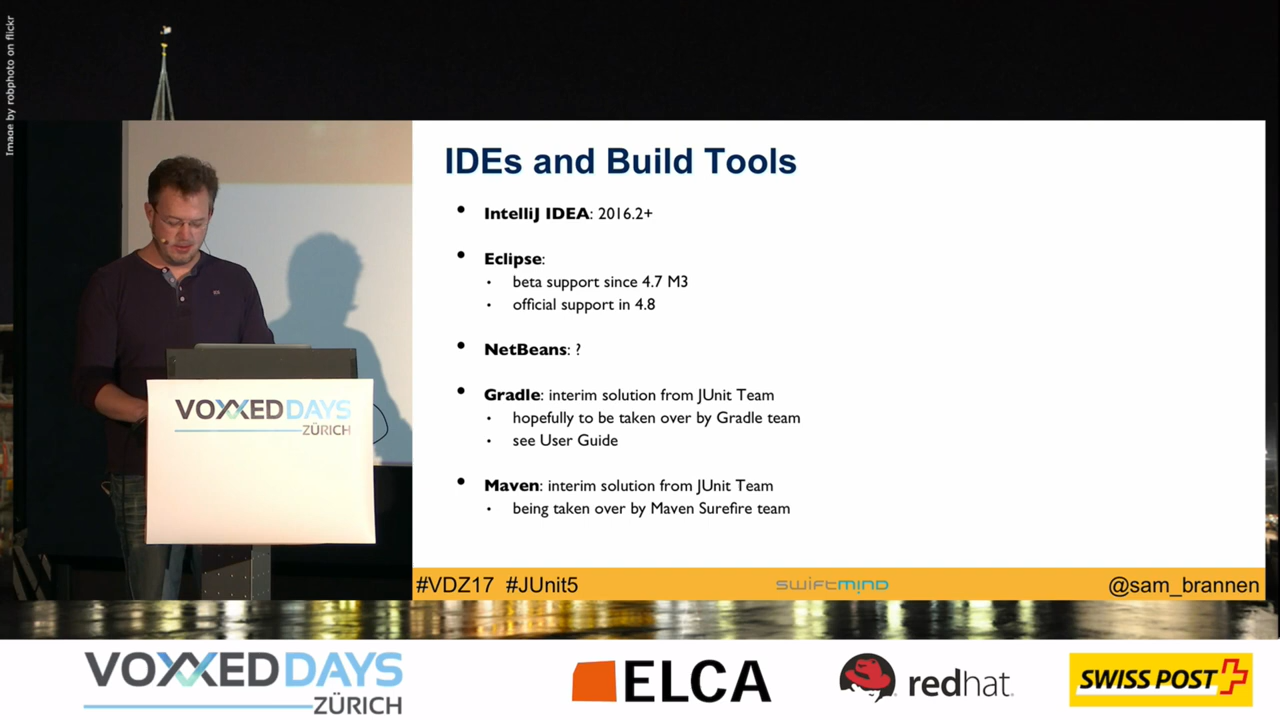 Image by robphoto on flickr
IDEs and Build Tools
• IntelliJ IDEA: 2016.2+
• Eclipse:
• beta support since 4.7 M3
• official support in 4.8
• NetBeans: ?
• Gradle: interim solution from JUnit Team
• hopefully to be taken over by Gradle team
• see User Guide
• Maven: interim solution from JUnit Team
• being taken over by Maven Surefire team
VOXXED DAYS
ZÜRICH
#VDZ17 #JUnit5 swiftmind @sam_brannen
VOXXED DAYS
ZÜRICH
ELCA
redhat.
SWISS POST